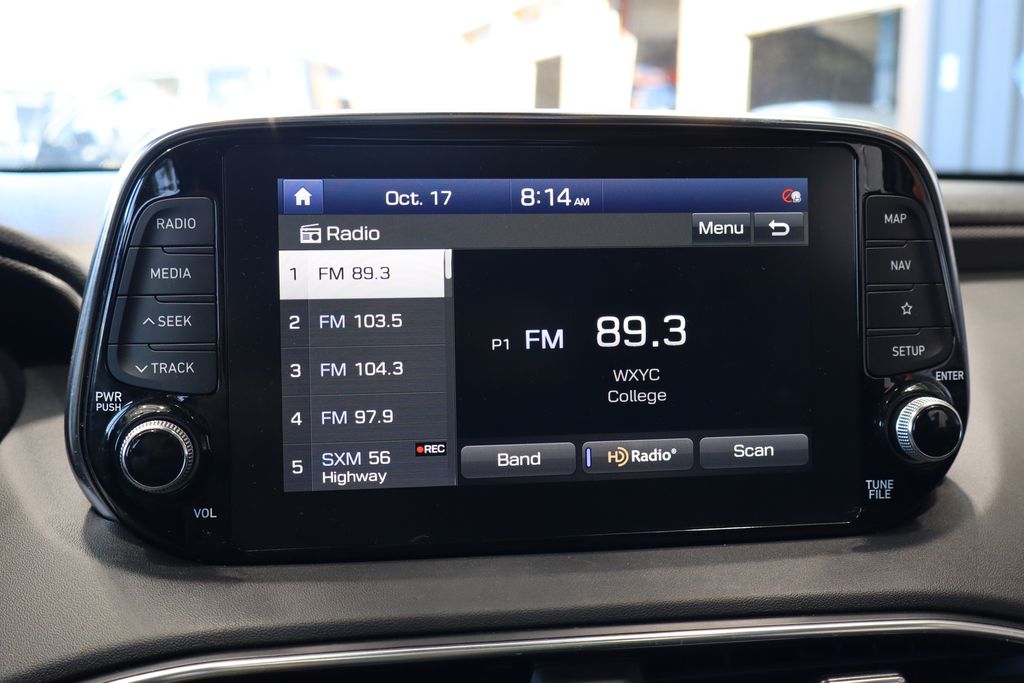 Oct. 17 8:14 AM
Radio Menu
1 FM 89.3
2 FM 103.5
3 FM 104.3
4 FM 97.9
5 SXM 56 REC
Highway
P1 FM 89.3
WXYC
College
Band HD Radio® Scan
RADIO
MEDIA
SEEK
TRACK
PWR
PUSH
VOL
MAP
NAV
SETUP
ENTER
TUNE
FILE